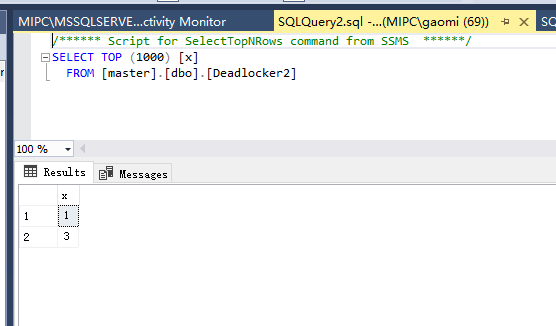 MIPC\MSSQLSERVE...ctivity Monitor
SQLQuery2.sql -...(MIPC\gaomi (69))
/****** Script for SelectTopNRows command from SSMS  ******/
SELECT TOP (1000) [x]
  FROM [master].[dbo].[Deadlocker2]
100 %
Results
Messages
x
1 1
2 3